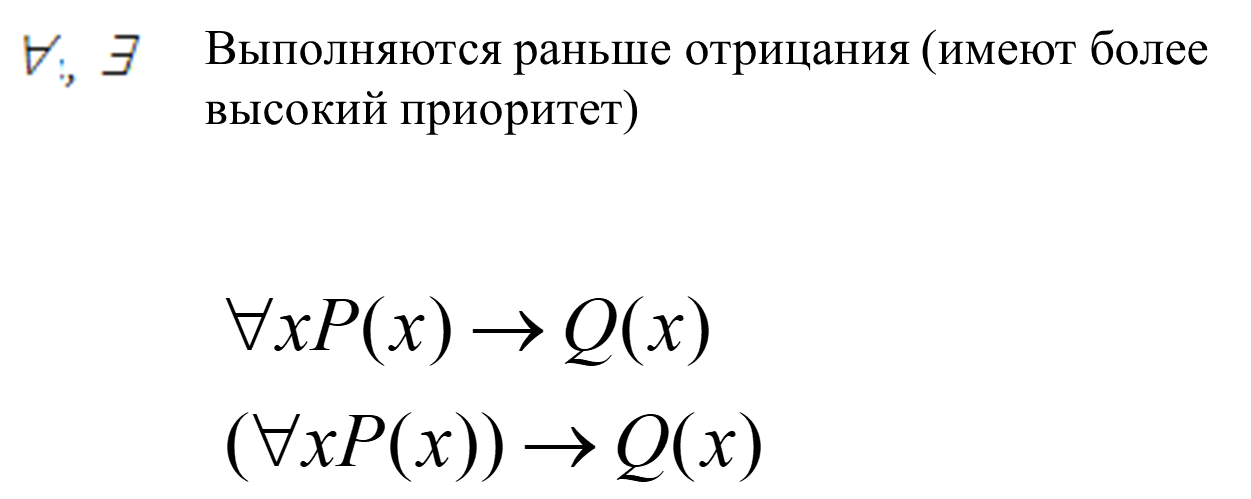 ∀, ∃ Выполняются раньше отрицания (имеют более
высокий приоритет)
∀xP(x) → Q(x)
(∀xP(x)) → Q(x)